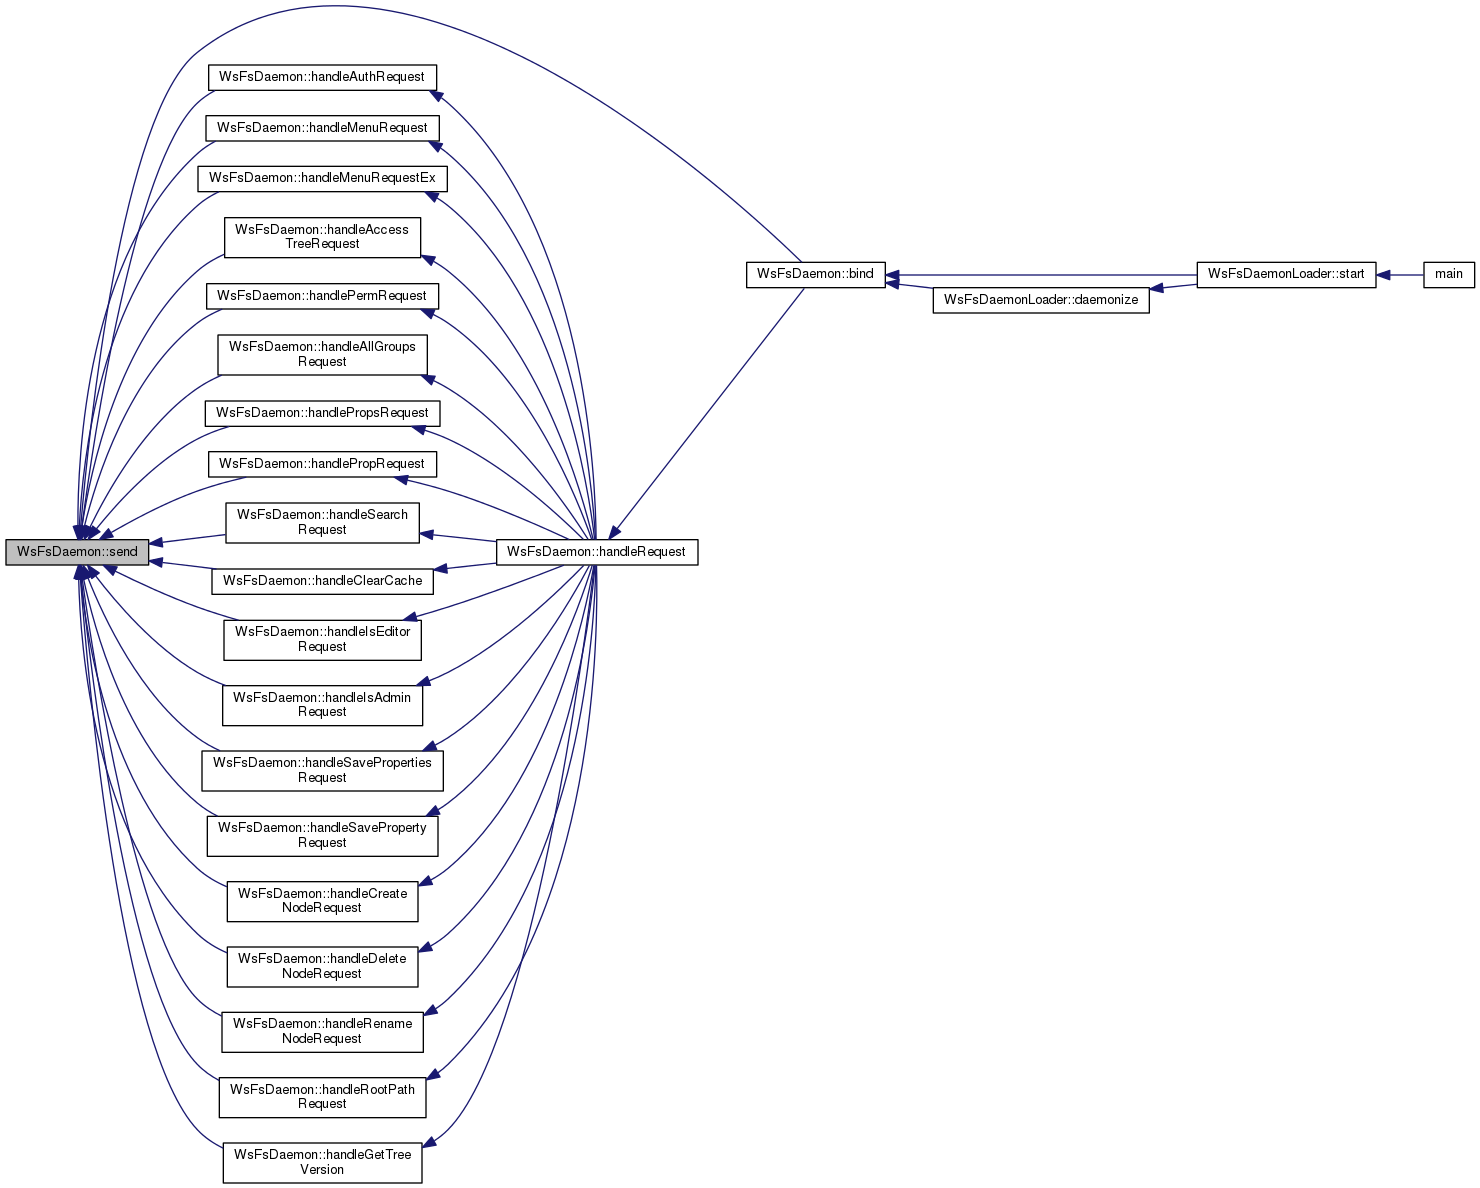 WsFsDaemon::handleAuthRequest
WsFsDaemon::handleMenuRequest
WsFsDaemon::handleMenuRequestEx
WsFsDaemon::handleAccess
TreeRequest
WsFsDaemon::handlePermRequest
WsFsDaemon::handleAllGroups
Request
WsFsDaemon::handlePropsRequest
WsFsDaemon::handlePropRequest
WsFsDaemon::handleSearch
Request
WsFsDaemon::send
WsFsDaemon::handleClearCache
WsFsDaemon::handleIsEditor
Request
WsFsDaemon::handleIsAdmin
Request
WsFsDaemon::handleSaveProperties
Request
WsFsDaemon::handleSaveProperty
Request
WsFsDaemon::handleCreate
NodeRequest
WsFsDaemon::handleDelete
NodeRequest
WsFsDaemon::handleRename
NodeRequest
WsFsDaemon::handleRootPath
Request
WsFsDaemon::handleGetTree
Version
WsFsDaemon::handleRequest
WsFsDaemon::bind
WsFsDaemonLoader::daemonize
WsFsDaemonLoader::start
main